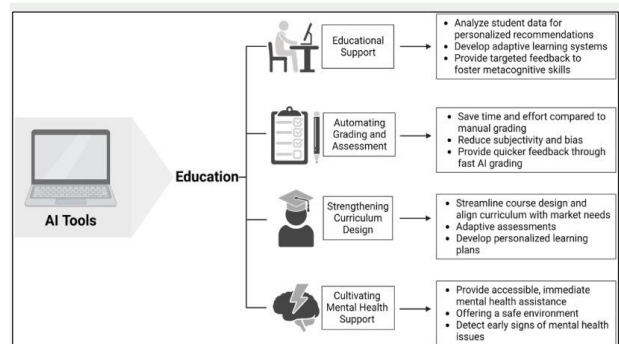 AI Tools
Education
Educational
Support
• Analyze student data for
personalized recommendations
• Develop adaptive learning systems
• Provide targeted feedback to
foster metacognitive skills
Automating
Grading and
Assessment
• Save time and effort compared to
manual grading
• Reduce subjectivity and bias
• Provide quicker feedback through
fast AI grading
Strengthening
Curriculum
Design
• Streamline course design and
align curriculum with market needs
• Adaptive assessments
• Develop personalized learning
plans
Cultivating
Mental Health
Support
• Provide accessible, immediate
mental health assistance
• Offering a safe environment
• Detect early signs of mental health
issues